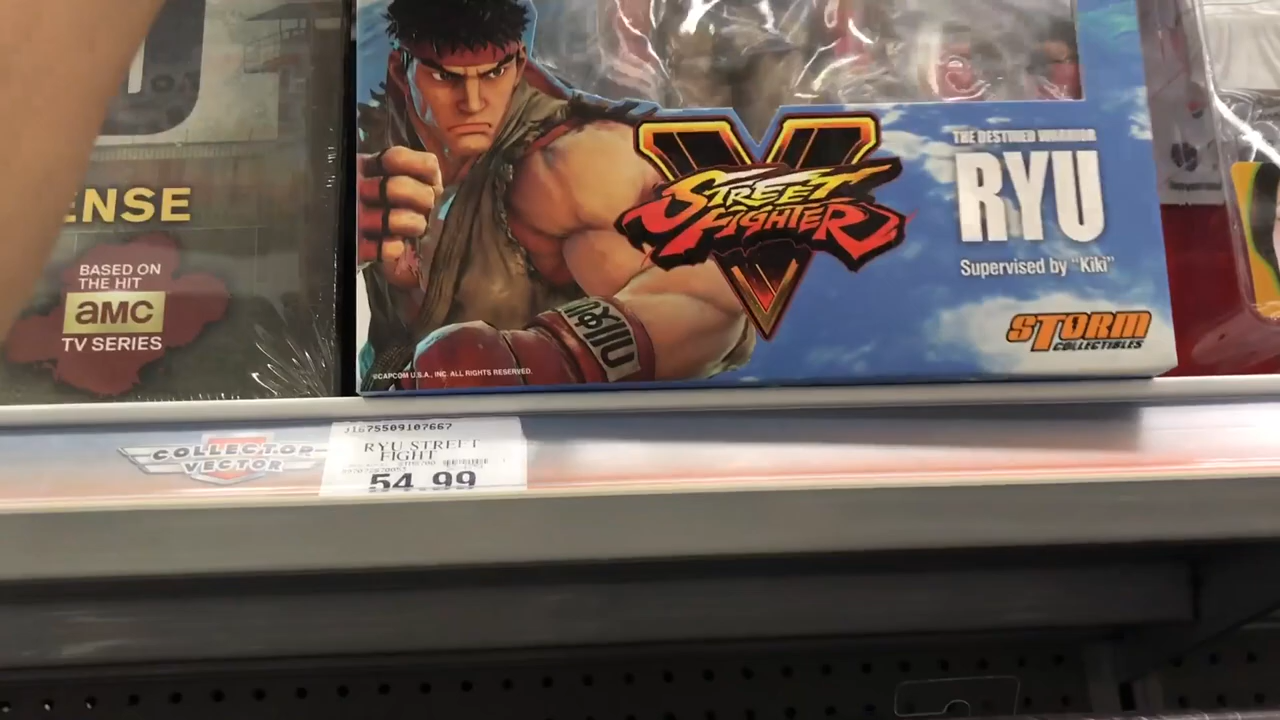 ENSE
BASED ON
THE HIT
aMC
TV SERIES
STREET
FIGHTER
V
THE DESTINED WARRIOR
RYU
Supervised by "Kiki"
STORM
COLLECTIBLES
©CAPCOM U.S.A., INC. ALL RIGHTS RESERVED.
COLLECTOR
VECTOR
J1675509107667
RYU STREET
FIGHT
54.99